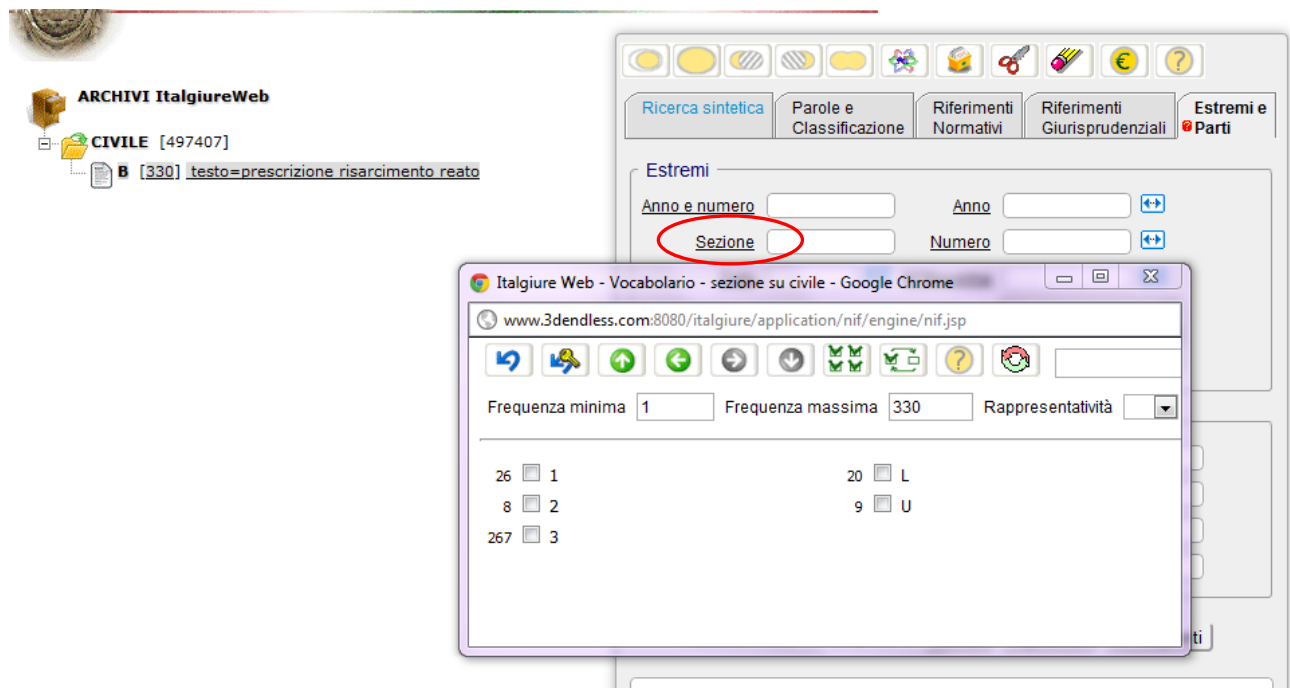 ARCHIVI ItalgiureWeb
CIVILE [497407]
B [330] testo=prescrizione risarcimento reato
Ricerca sintetica
Parole e
Classificazione
Riferimenti
Normativi
Riferimenti
Giurisprudenziali
Estremi e
Parti
Estremi
Anno e numero
Anno
Sezione
Numero
Italgiure Web - Vocabolario - sezione su civile - Google Chrome
www.3dendless.com:8080/italgiure/application/nif/engine/nif.jsp
Frequenza minima 1 Frequenza massima 330 Rappresentatività
26 1
20 L
8 2
9 U
267 3
ti